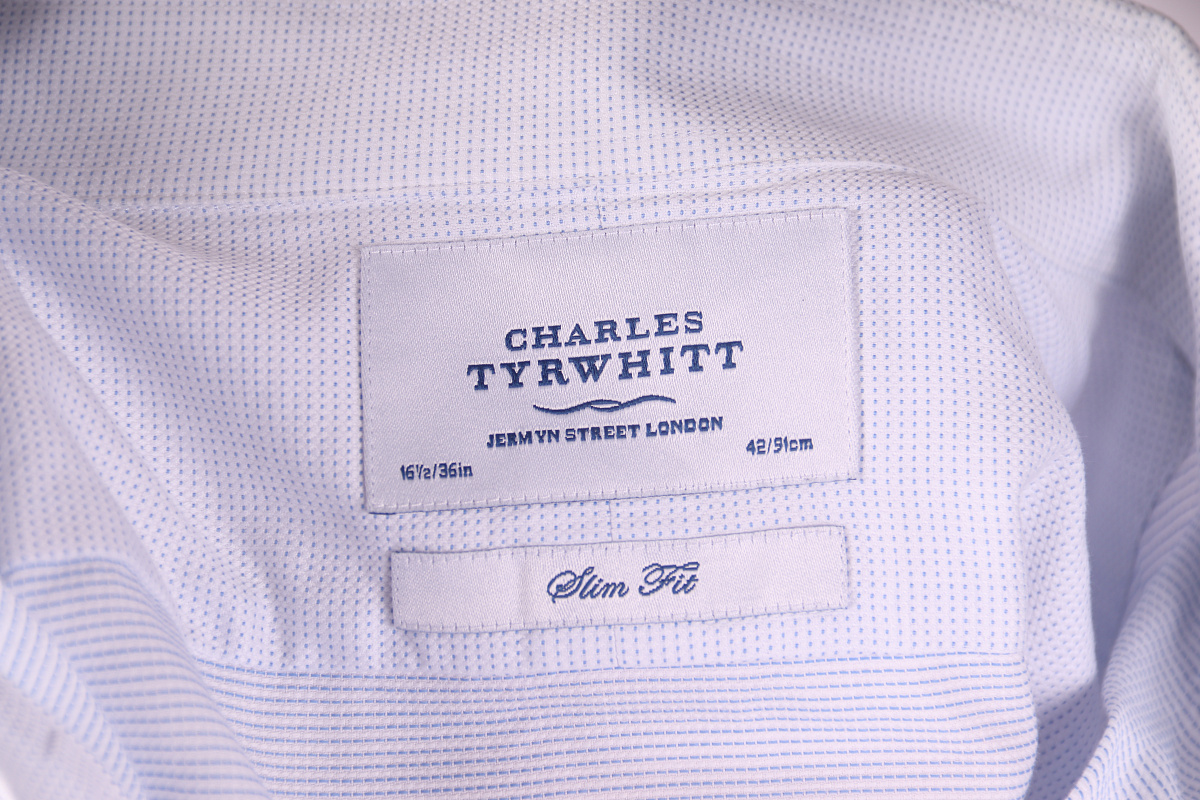 CHARLES
TYRWHITT
JERMYN STREET LONDON
16½/36in 42/91cm
Slim Fit